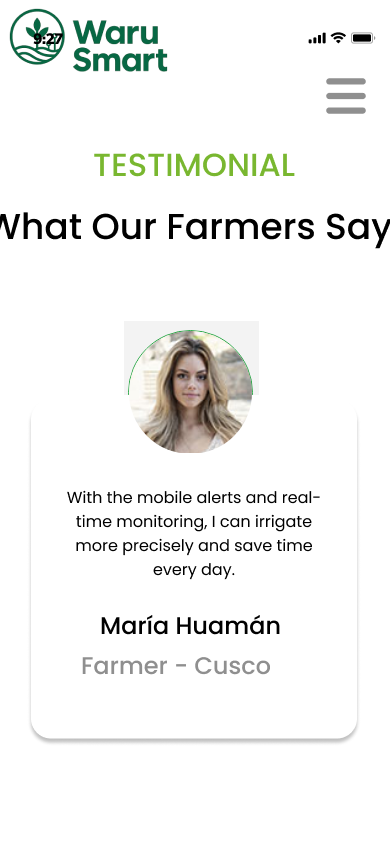 9:27
Waru
Smart
TESTIMONIAL
What Our Farmers Say
With the mobile alerts and real-
time monitoring, I can irrigate
more precisely and save time
every day.
María Huamán
Farmer - Cusco